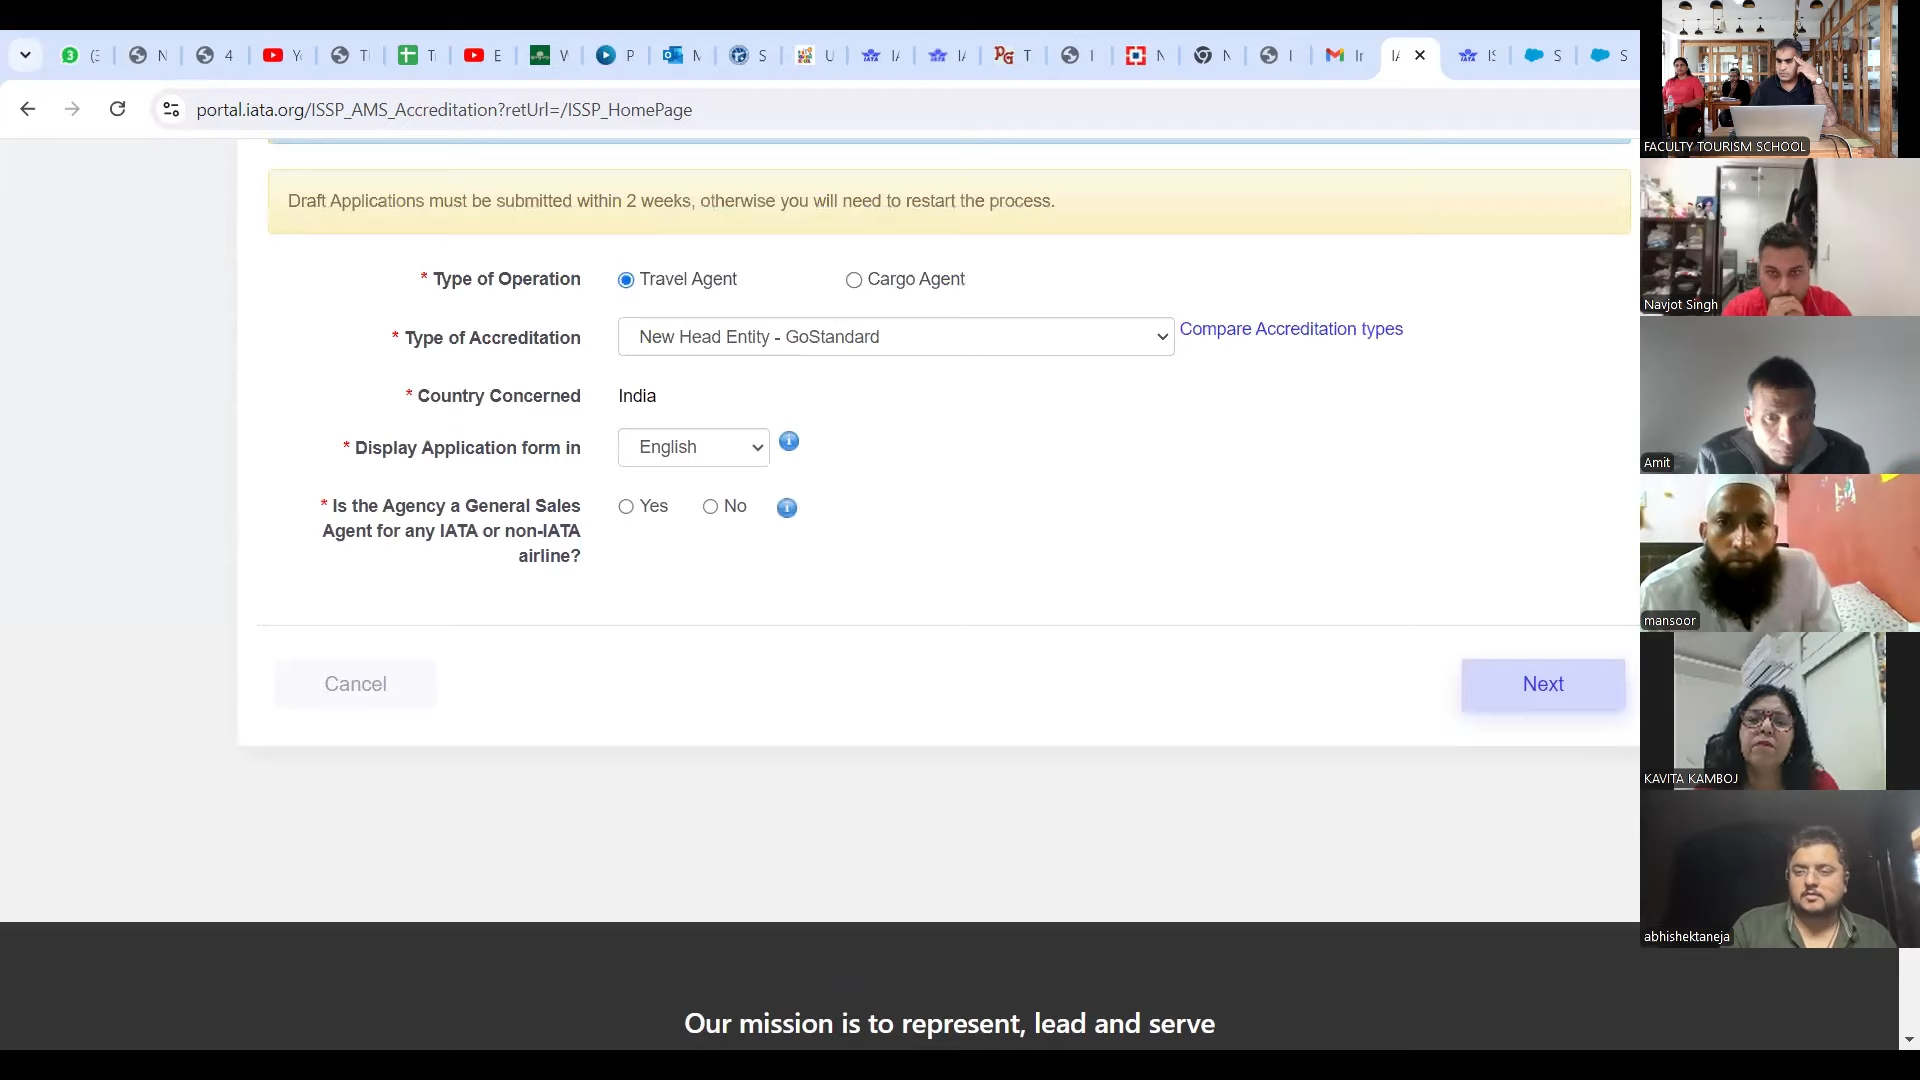 portal.iata.org/ISSP_AMS_Accreditation?retUrl=/ISSP_HomePage
Draft Applications must be submitted within 2 weeks, otherwise you will need to restart the process.
* Type of Operation
Travel Agent
Cargo Agent
* Type of Accreditation
New Head Entity - GoStandard
Compare Accreditation types
* Country Concerned
India
* Display Application form in
English
* Is the Agency a General Sales
Agent for any IATA or non-IATA
airline?
Yes
No
Cancel
Next
Our mission is to represent, lead and serve
FACULTY TOURISM SCHOOL
Navjot Singh
Amit
mansoor
KAVITA KAMBOJ
abhishektaneja